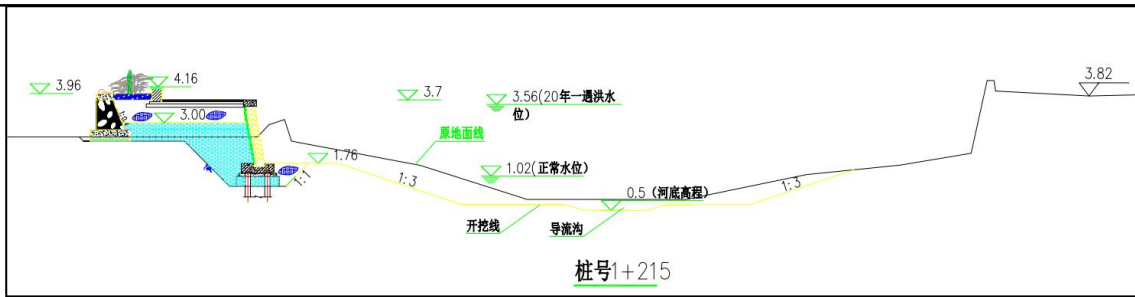 3.96
4.16
3.00
1:1
1.76
原地面线
3.7
3.56(20年一遇洪水
位)
1.02(正常水位)
1:3
开挖线
导流沟
0.5(河底高程)
1:3
3.82
桩号1+215